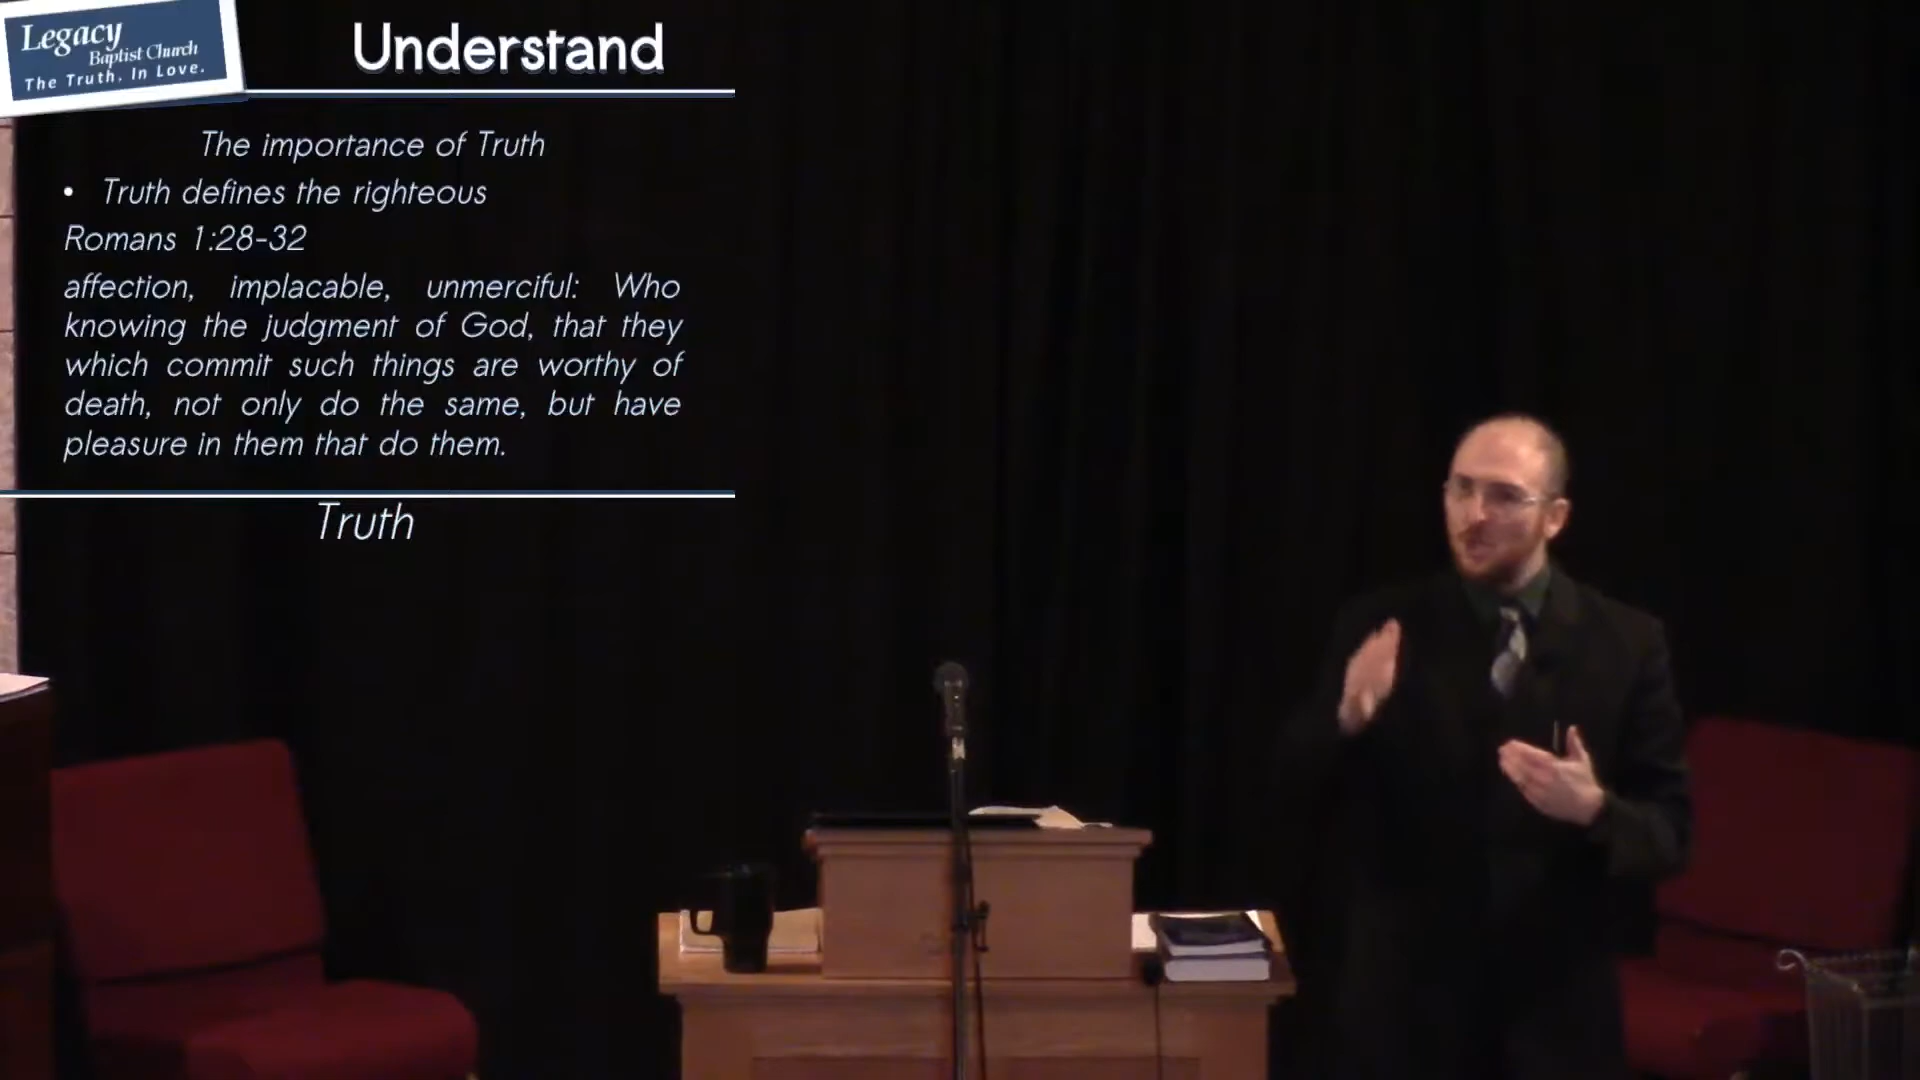 Legacy
Baptist Church
The Truth. In Love.
Understand
The importance of Truth
• Truth defines the righteous
Romans 1:28-32
affection, implacable, unmerciful: Who
knowing the judgment of God, that they
which commit such things are worthy of
death, not only do the same, but have
pleasure in them that do them.
Truth